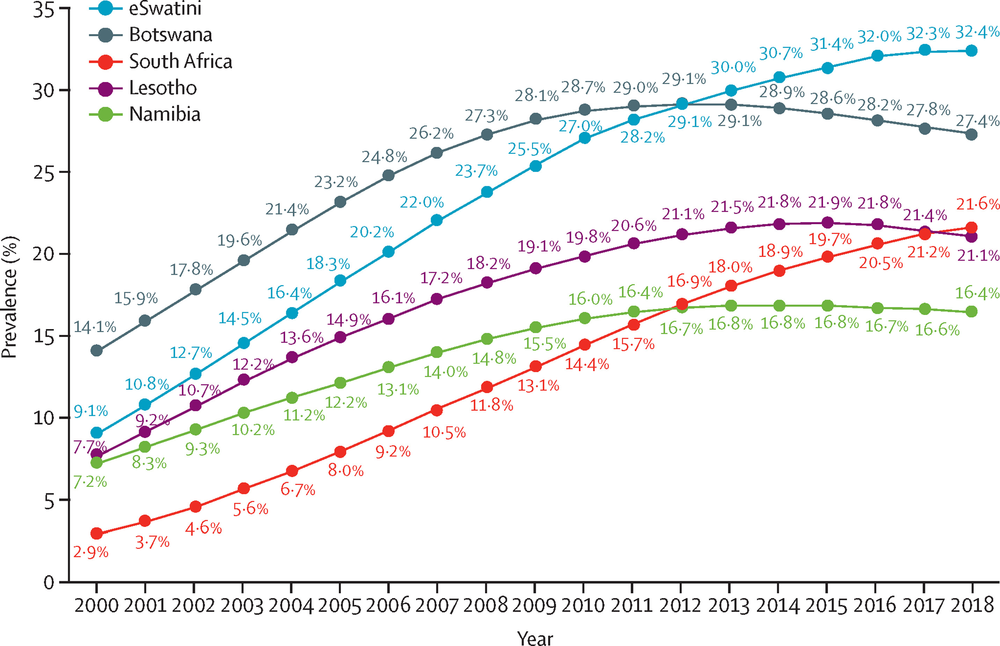 eSwatini
Botswana
South Africa
Lesotho
Namibia
Prevalence (%)
35
30
25
20
15
10
5
0
9·1% 10·8% 12·7% 14·5% 16·4% 18·3% 20·2% 22·0% 23·7% 25·5% 27·0% 28·2% 29·1% 30·0% 30·7% 31·4% 32·0% 32·3% 32·4%
14·1% 15·9% 17·8% 19·6% 21·4% 23·2% 24·8% 26·2% 27·3% 28·1% 28·7% 29·0% 29·1% 29·1% 28·9% 28·6% 28·2% 27·8% 27·4%
2·9% 3·7% 4·6% 5·6% 6·7% 8·0% 9·2% 10·5% 11·8% 13·1% 14·4% 15·7% 16·9% 18·0% 18·9% 19·7% 20·5% 21·2% 21·6%
7·7% 9·2% 10·7% 12·2% 13·6% 14·9% 16·1% 17·2% 18·2% 19·1% 19·8% 20·6% 21·1% 21·5% 21·8% 21·9% 21·8% 21·4% 21·1%
7·2% 8·3% 9·3% 10·2% 11·2% 12·2% 13·1% 14·0% 14·8% 15·5% 16·0% 16·4% 16·7% 16·8% 16·8% 16·8% 16·7% 16·6% 16·4%
2000 2001 2002 2003 2004 2005 2006 2007 2008 2009 2010 2011 2012 2013 2014 2015 2016 2017 2018
Year